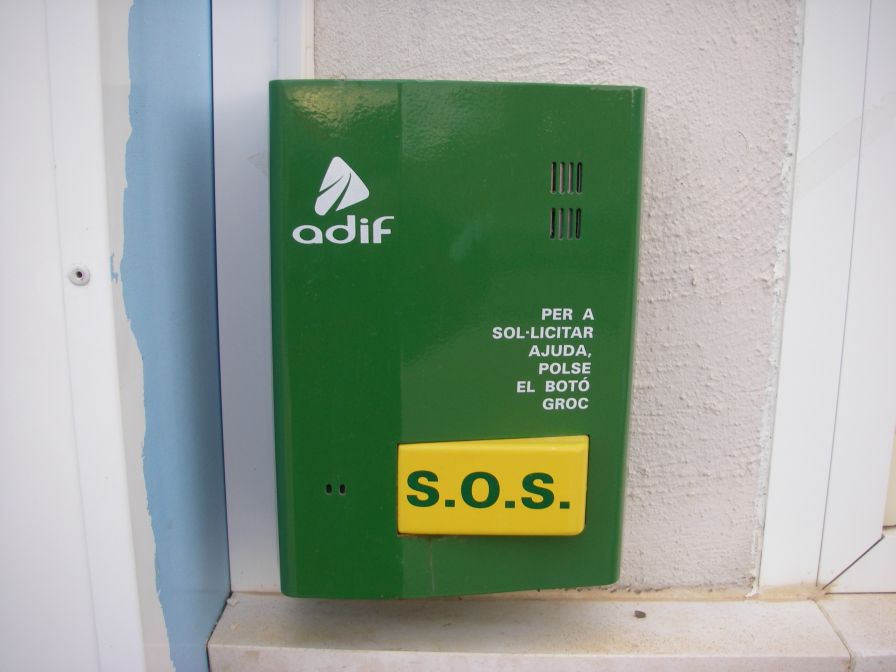 adif
PER A
SOL·LICITAR
AJUDA,
POLSE
EL BOTÓ
GROC
S.O.S.